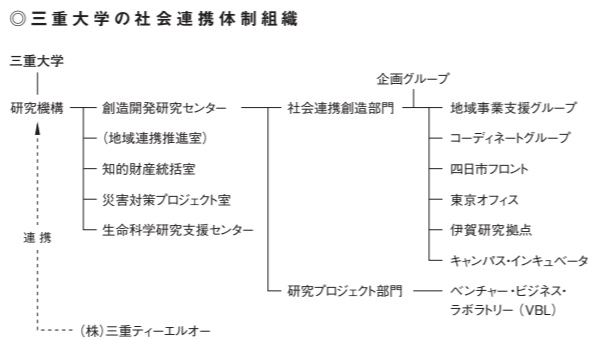 ◎三重大学の社会連携体制組織
三重大学
企画グループ
研究機構
創造開発研究センター
社会連携創造部門
地域事業支援グループ
（地域連携推進室）
コーディネートグループ
知的財産統括室
四日市フロント
災害対策プロジェクト室
東京オフィス
生命科学研究支援センター
伊賀研究拠点
連携
キャンパス・インキュベータ
研究プロジェクト部門
ベンチャー・ビジネス・
ラボラトリー（VBL）
（株）三重ティーエルオー